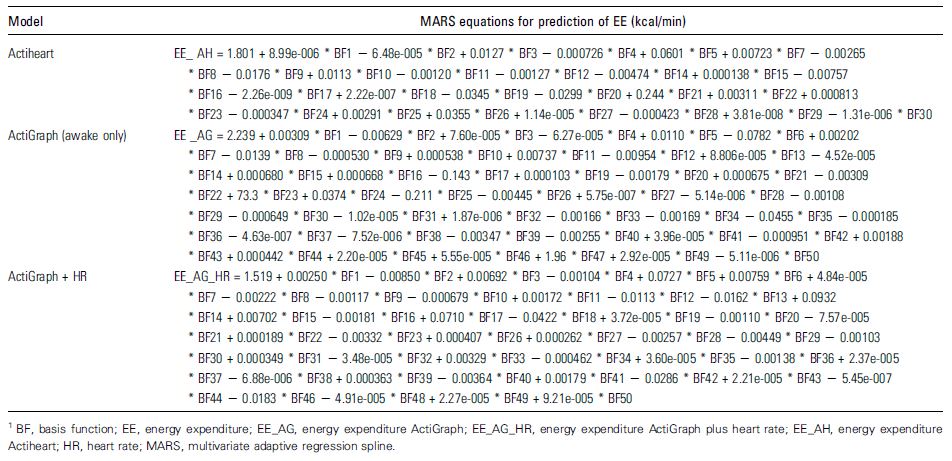 Model MARS equations for prediction of EE (kcal/min)
Actiheart EE_ AH = 1.801 + 8.99e-006 * BF1 − 6.48e-005 * BF2 + 0.0127 * BF3 − 0.000726 * BF4 + 0.0601 * BF5 + 0.00723 * BF7 − 0.00265
* BF8 − 0.0176 * BF9 + 0.0113 * BF10 − 0.00120 * BF11 − 0.00127 * BF12 − 0.00474 * BF14 + 0.000138 * BF15 − 0.00757
* BF16 − 2.26e-009 * BF17 + 2.22e-007 * BF18 − 0.0345 * BF19 − 0.0299 * BF20 + 0.244 * BF21 + 0.00311 * BF22 + 0.000813
* BF23 − 0.000347 * BF24 + 0.00291 * BF25 + 0.0355 * BF26 + 1.14e-005 * BF27 − 0.000423 * BF28 + 3.81e-008 * BF29 − 1.31e-006 * BF30
ActiGraph (awake only) EE _AG = 2.239 + 0.00309 * BF1 − 0.00629 * BF2 + 7.60e-005 * BF3 − 6.27e-005 * BF4 + 0.0110 * BF5 − 0.0782 * BF6 + 0.00202
* BF7 − 0.0139 * BF8 − 0.000530 * BF9 + 0.000538 * BF10 + 0.00737 * BF11 − 0.00954 * BF12 + 8.806e-005 * BF13 − 4.52e-005
* BF14 + 0.000680 * BF15 + 0.000668 * BF16 − 0.143 * BF17 + 0.000103 * BF18 − 0.00179 * BF19 − 0.00179 * BF20 + 0.000675 * BF21 − 0.00309
* BF22 + 73.3 * BF23 + 0.0374 * BF24 − 0.211 * BF25 − 0.00445 * BF26 + 5.75e-007 * BF27 − 5.14e-006 * BF28 − 0.00108
* BF29 − 0.000649 * BF30 − 1.02e-005 * BF31 + 1.87e-006 * BF32 − 0.00166 * BF33 − 0.00169 * BF34 − 0.0455 * BF35 − 0.000185
* BF36 − 4.63e-007 * BF37 − 7.52e-006 * BF38 − 0.00347 * BF39 − 0.00255 * BF40 + 3.96e-005 * BF41 − 0.000951 * BF42 + 0.00188
* BF43 + 0.000442 * BF44 + 2.20e-005 * BF45 + 5.55e-005 * BF46 + 1.96 * BF47 + 2.92e-005 * BF49 − 5.11e-006 * BF50
ActiGraph + HR EE_AG_HR = 1.519 + 0.00250 * BF1 − 0.00850 * BF2 + 0.00692 * BF3 − 0.00104 * BF4 + 0.0727 * BF5 + 0.00759 * BF6 + 4.84e-005
* BF7 − 0.00222 * BF8 − 0.00117 * BF9 − 0.000679 * BF10 + 0.00172 * BF11 − 0.0113 * BF12 − 0.0162 * BF13 + 0.0932
* BF14 + 0.00702 * BF15 − 0.00181 * BF16 + 0.0710 * BF17 − 0.0422 * BF18 + 3.72e-005 * BF19 − 0.00110 * BF20 − 7.57e-005
* BF21 + 0.000189 * BF22 − 0.00332 * BF23 + 0.000407 * BF26 + 0.000262 * BF27 − 0.00257 * BF28 − 0.00449 * BF29 − 0.00103
* BF30 + 0.000349 * BF31 − 3.48e-005 * BF32 + 0.00329 * BF33 − 0.000462 * BF34 + 3.60e-005 * BF35 − 0.00138 * BF36 + 2.37e-005
* BF37 − 6.88e-006 * BF38 + 0.000363 * BF39 − 0.00364 * BF40 + 0.00179 * BF41 − 0.0286 * BF42 + 2.21e-005 * BF43 − 5.45e-007
* BF44 − 0.0183 * BF46 − 4.91e-005 * BF48 + 2.27e-005 * BF49 + 9.21e-005 * BF50
1 BF, basis function; EE, energy expenditure; EE_AG, energy expenditure ActiGraph; EE_AG_HR, energy expenditure ActiGraph plus heart rate; EE_AH, energy expenditure
Actiheart; HR, heart rate; MARS, multivariate adaptive regression spline.